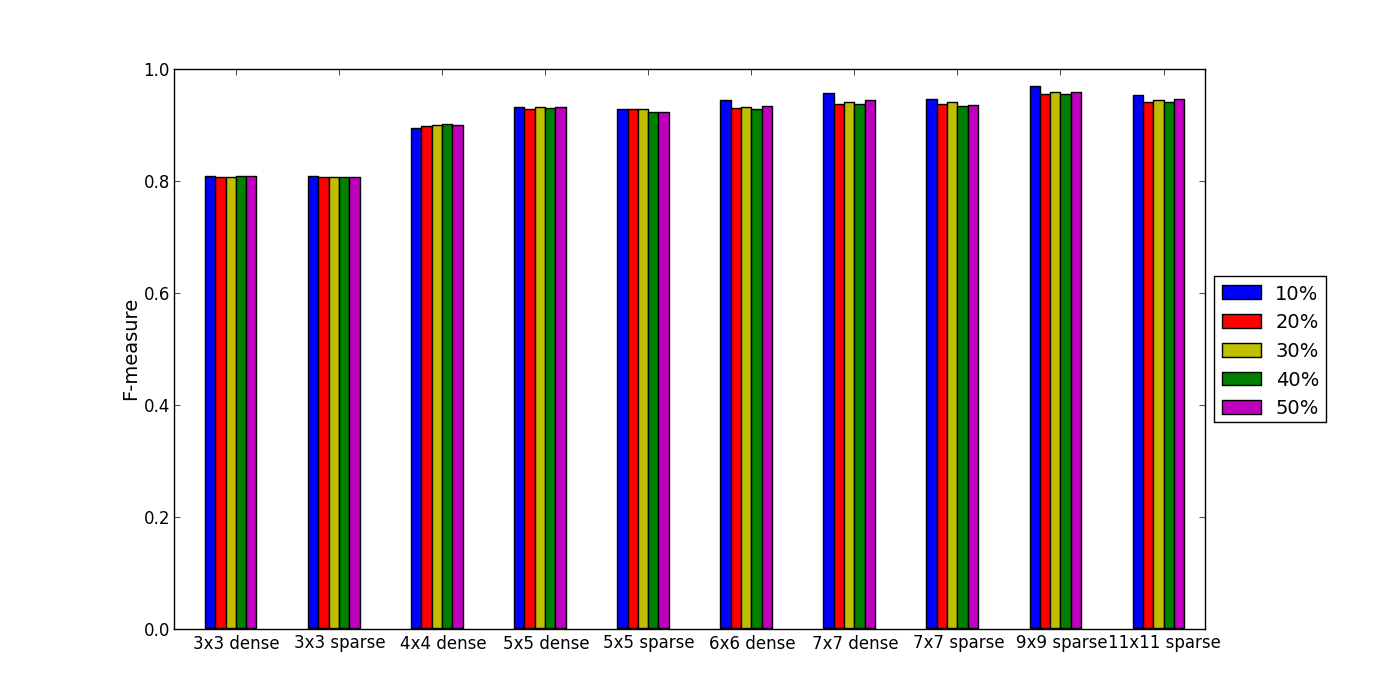 1.0
0.8
0.6
0.4
0.2
0.0
F-measure
3x3 dense
3x3 sparse
4x4 dense
5x5 dense
5x5 sparse
6x6 dense
7x7 dense
7x7 sparse
9x9 sparse
11x11 sparse
10%
20%
30%
40%
50%